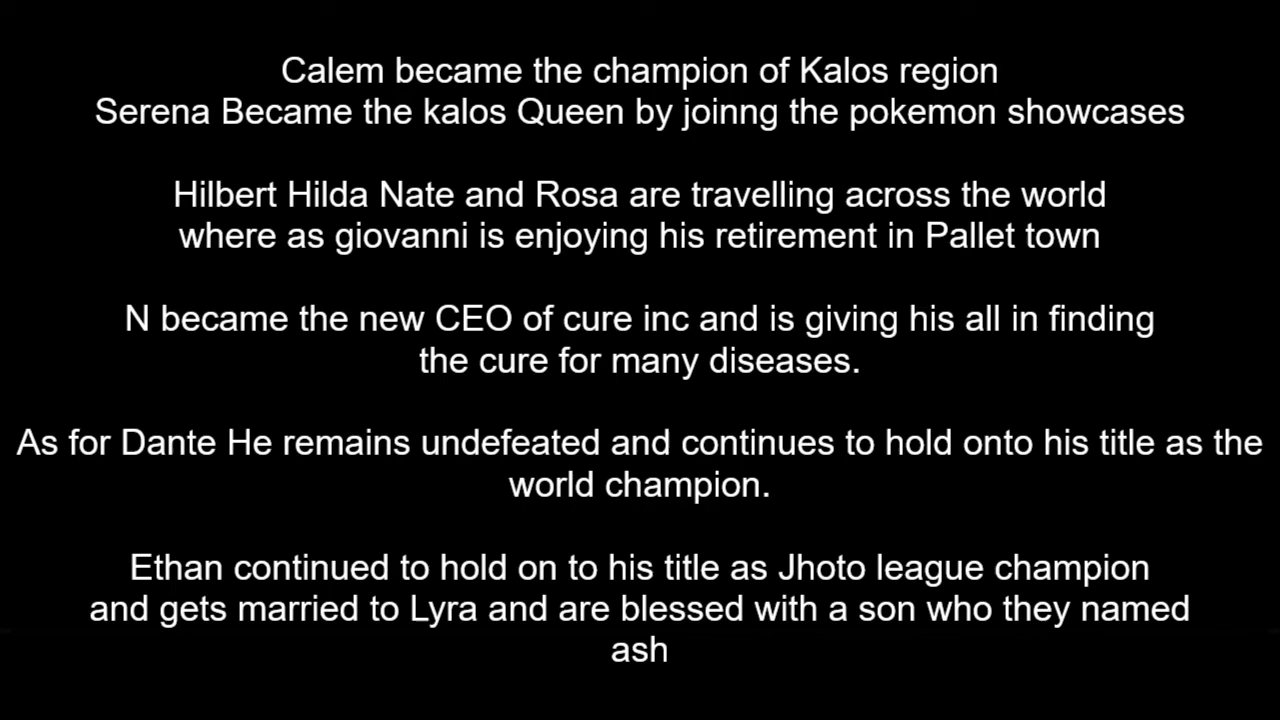 Calem became the champion of Kalos region
Serena Became the kalos Queen by joinng the pokemon showcases
Hilbert Hilda Nate and Rosa are travelling across the world
where as giovanni is enjoying his retirement in Pallet town
N became the new CEO of cure inc and is giving his all in finding
the cure for many diseases.
As for Dante He remains undefeated and continues to hold onto his title as the
world champion.
Ethan continued to hold on to his title as Jhoto league champion
and gets married to Lyra and are blessed with a son who they named
ash